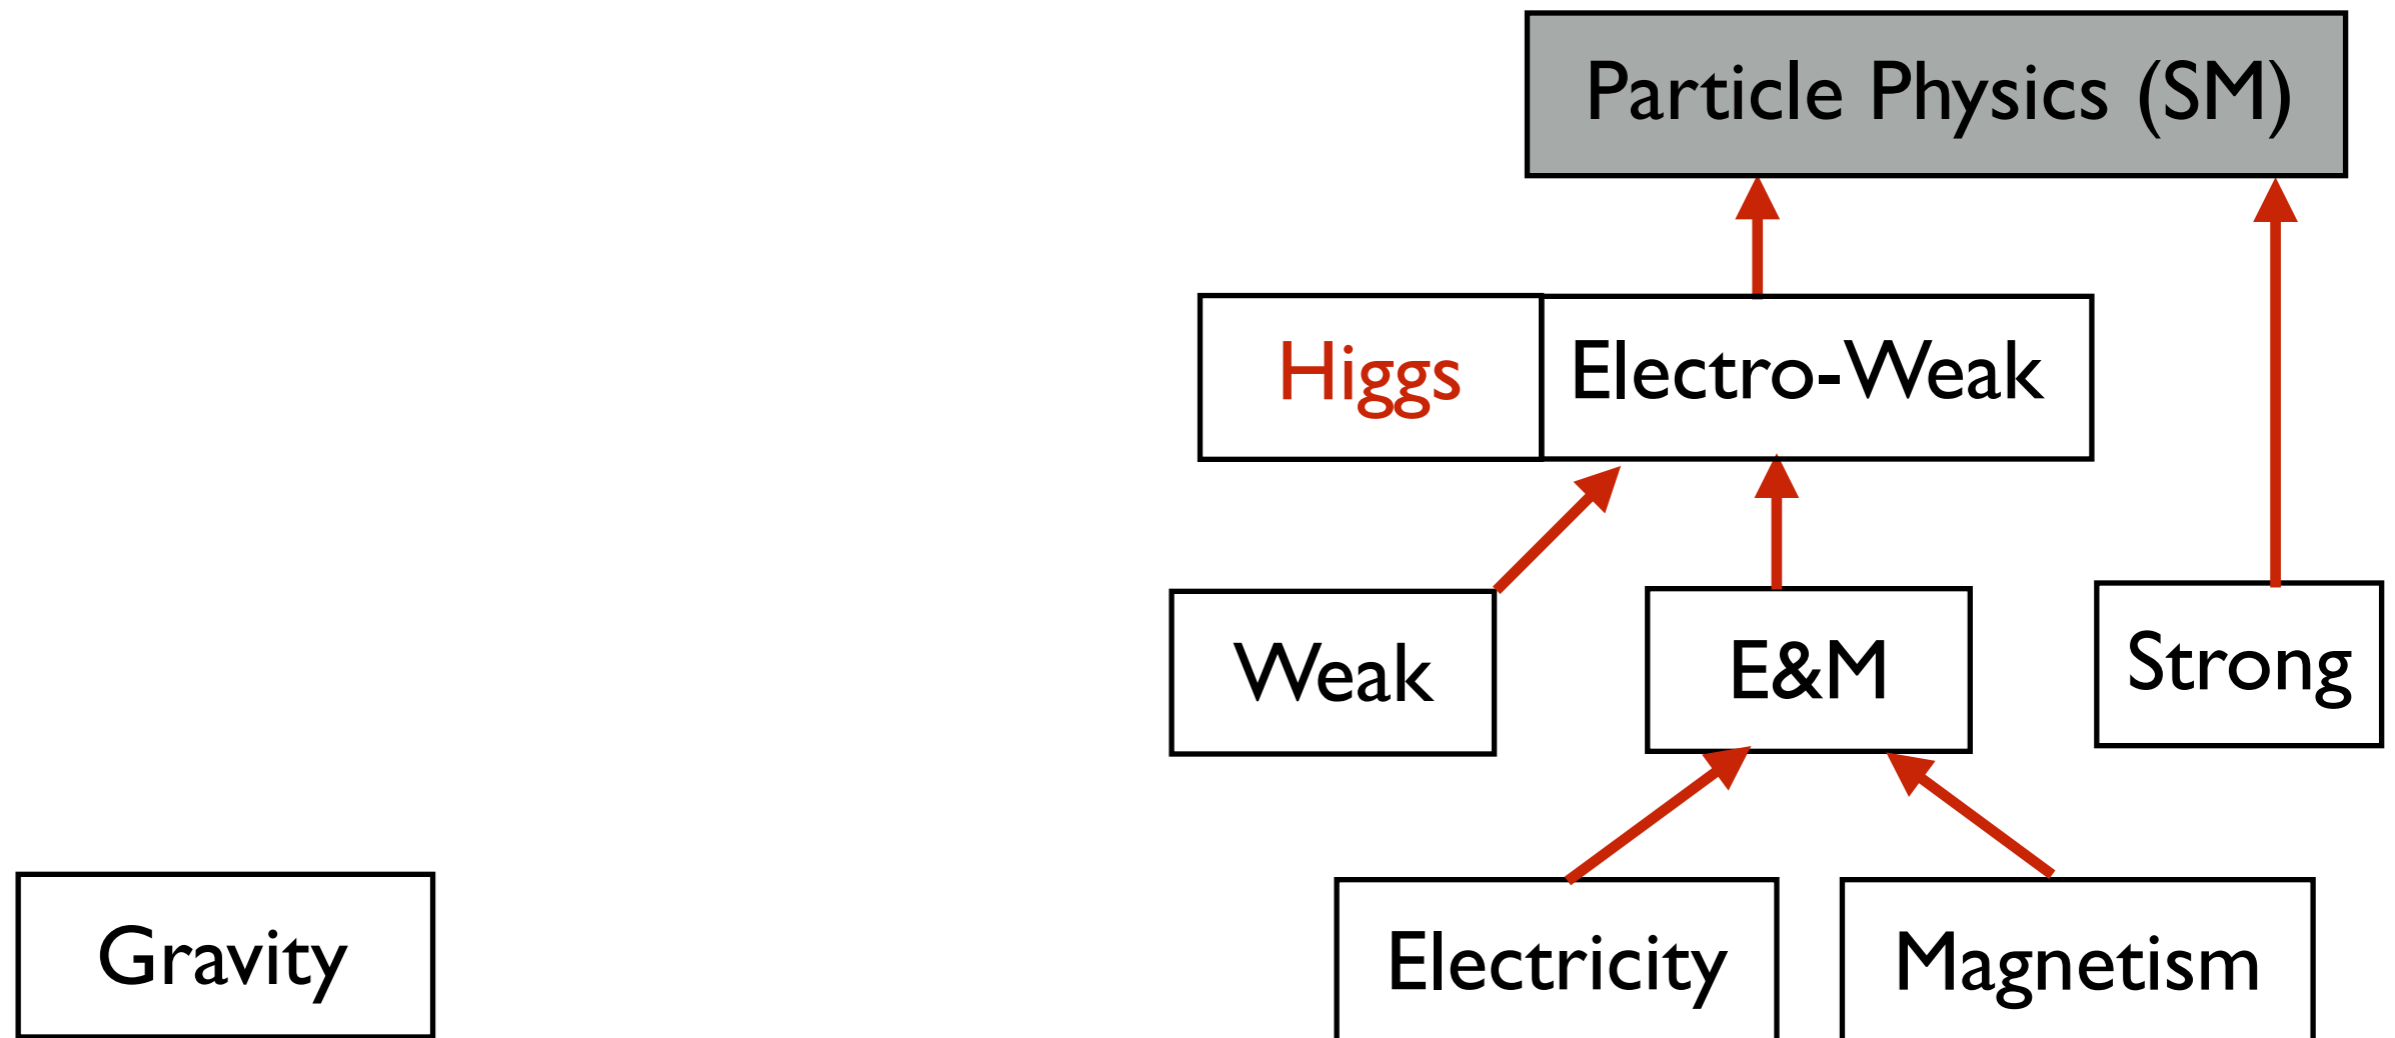 Particle Physics (SM)
Higgs
Electro-Weak
Weak
E&M
Strong
Gravity
Electricity
Magnetism